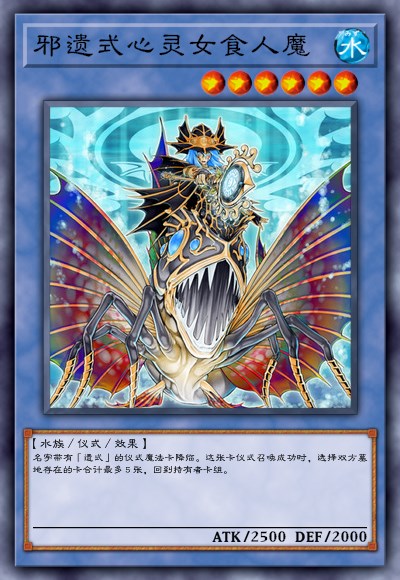 邪遗式心灵女食人魔
水
【水族／仪式／效果】
名字带有「遗式」的仪式魔法卡降临。这张卡仪式召唤成功时，选择双方墓
地存在的卡合计最多5张，回到持有者卡组。
ATK/2500 DEF/2000